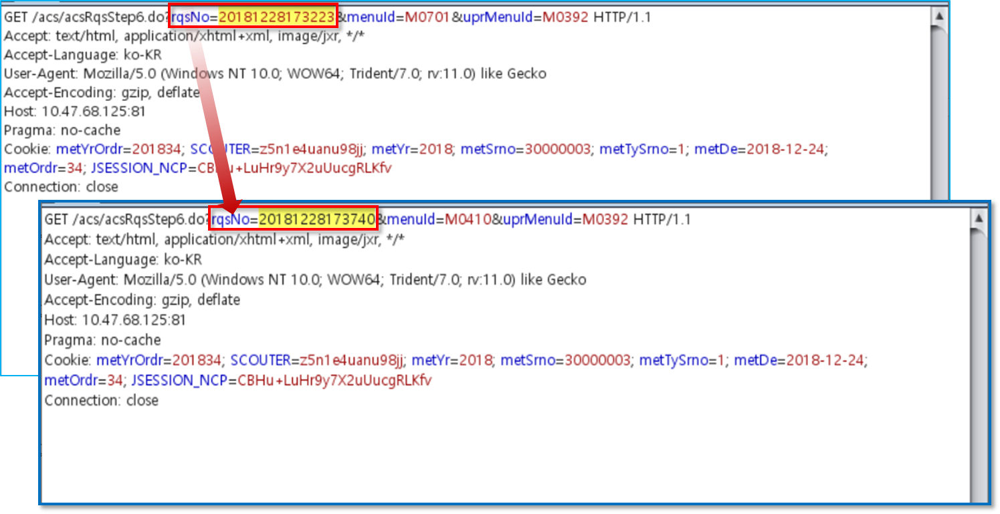 GET /acs/acsRqsStep6.do?rqsNo=20181228173223&menuId=M0701&uprMenuId=M0392 HTTP/1.1
Accept: text/html, application/xhtml+xml, image/jxr, */*
Accept-Language: ko-KR
User-Agent: Mozilla/5.0 (Windows NT 10.0; WOW64; Trident/7.0; rv:11.0) like Gecko
Accept-Encoding: gzip, deflate
Host: 10.47.68.125:81
Pragma: no-cache
Cookie: metYrOrdr=201834; SCOUTER=z5n1e4uanu98jj; metYr=2018; metSrno=30000003; metTySrno=1; metDe=2018-12-24;
metOrdr=34; JSESSION_NCP=CBHu+LuHr9y7X2uUucgRLKfv
Connection: close
GET /acs/acsRqsStep6.do?rqsNo=20181228173740&menuId=M0410&uprMenuId=M0392 HTTP/1.1
Accept: text/html, application/xhtml+xml, image/jxr, */*
Accept-Language: ko-KR
User-Agent: Mozilla/5.0 (Windows NT 10.0; WOW64; Trident/7.0; rv:11.0) like Gecko
Accept-Encoding: gzip, deflate
Host: 10.47.68.125:81
Pragma: no-cache
Cookie: metYrOrdr=201834; SCOUTER=z5n1e4uanu98jj; metYr=2018; metSrno=30000003; metTySrno=1; metDe=2018-12-24;
metOrdr=34; JSESSION_NCP=CBHu+LuHr9y7X2uUucgRLKfv
Connection: close